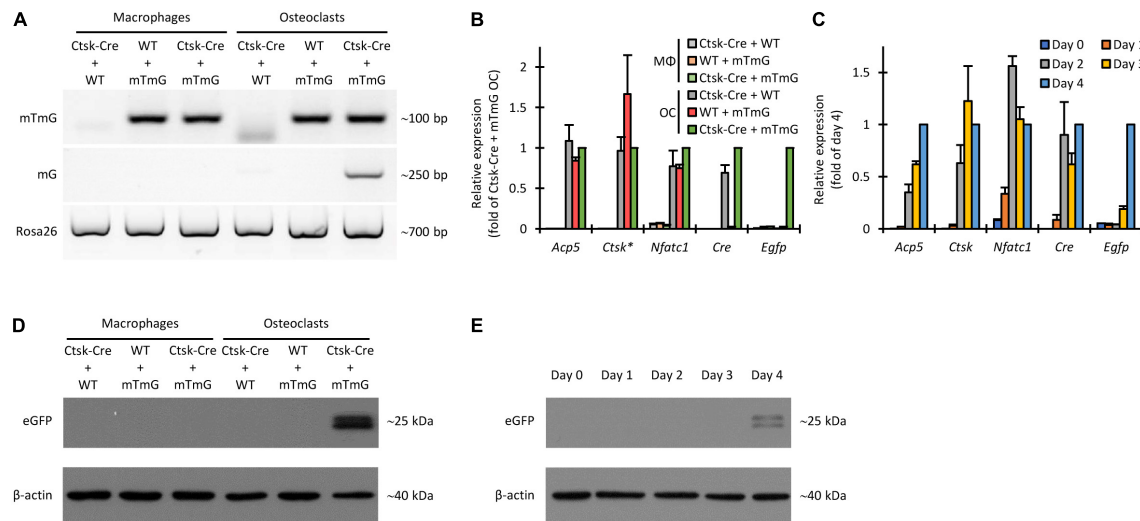 A
Macrophages Osteoclasts
Ctsk-Cre WT Ctsk-Cre Ctsk-Cre WT Ctsk-Cre
+ + + + + +
WT mTmG mTmG WT mTmG mTmG
mTmG ~100 bp
mG ~250 bp
Rosa26 ~700 bp
B
Relative expression
(fold of Ctsk-Cre + mTmG OC)
2
1.5
1
0.5
0
MΦ
Ctsk-Cre + WT
WT + mTmG
Ctsk-Cre + mTmG
OC
Ctsk-Cre + WT
WT + mTmG
Ctsk-Cre + mTmG
Acp5 Ctsk* Nfatc1 Cre Egfp
C
Relative expression
(fold of day 4)
2
1.5
1
0.5
0
Day 0 Day 1
Day 2 Day 3
Day 4
Acp5 Ctsk Nfatc1 Cre Egfp
D
Macrophages Osteoclasts
Ctsk-Cre WT Ctsk-Cre Ctsk-Cre WT Ctsk-Cre
+ + + + + +
WT mTmG mTmG WT mTmG mTmG
eGFP ~25 kDa
β-actin ~40 kDa
E
Day 0 Day 1 Day 2 Day 3 Day 4
eGFP ~25 kDa
β-actin ~40 kDa